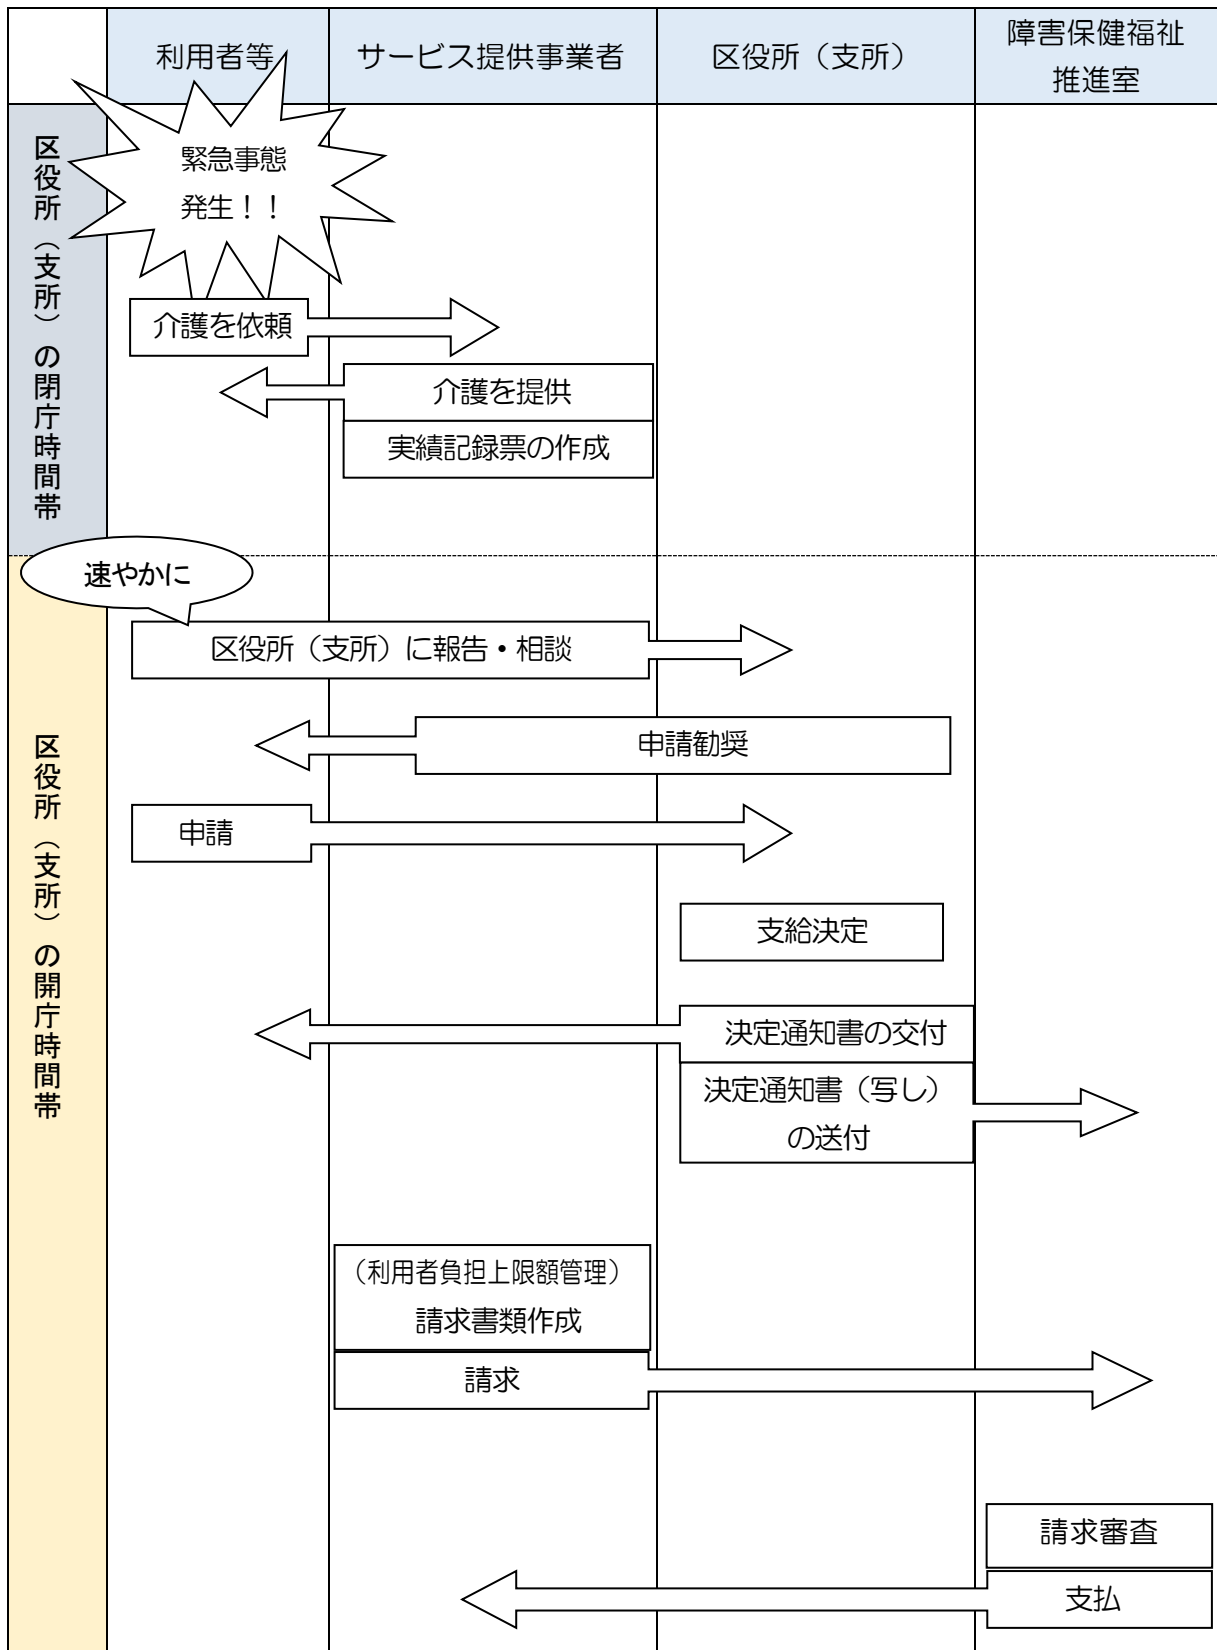 利用者等
サービス提供事業者
区役所（支所）
障害保健福祉
推進室
区役所（支所）の閉庁時間帯
緊急事態
発生！！
介護を依頼
介護を提供
実績記録票の作成
区役所（支所）の開庁時間帯
速やかに
区役所（支所）に報告・相談
申請勧奨
申請
支給決定
決定通知書の交付
決定通知書（写し）
の送付
（利用者負担上限額管理）
請求書類作成
請求
請求審査
支払